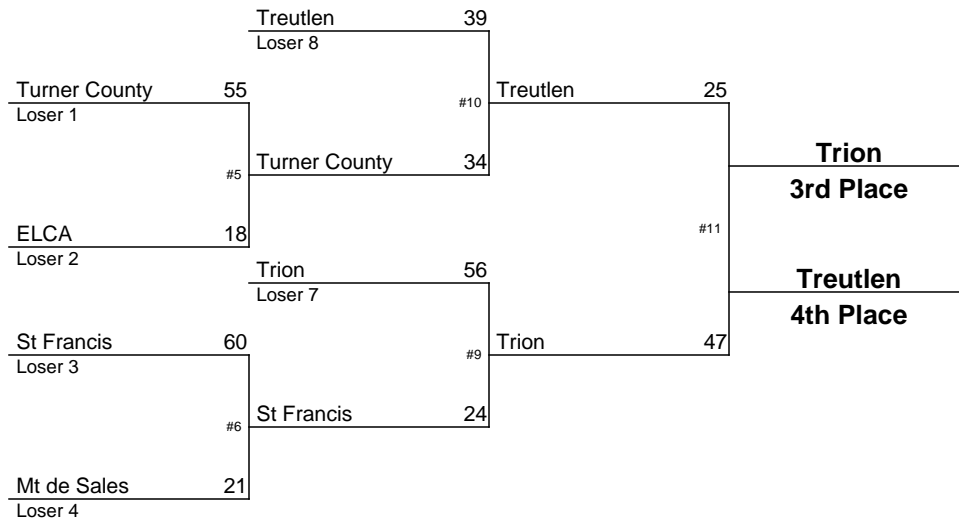 Treutlen 39
Loser 8
Turner County 55
Loser 1
#10
Treutlen 25
Trion
3rd Place
#5
Turner County 34
ELCA 18
Loser 2
#11
Trion 56
Loser 7
Treutlen
4th Place
St Francis 60
Loser 3
#9
Trion 47
#6
St Francis 24
Mt de Sales 21
Loser 4